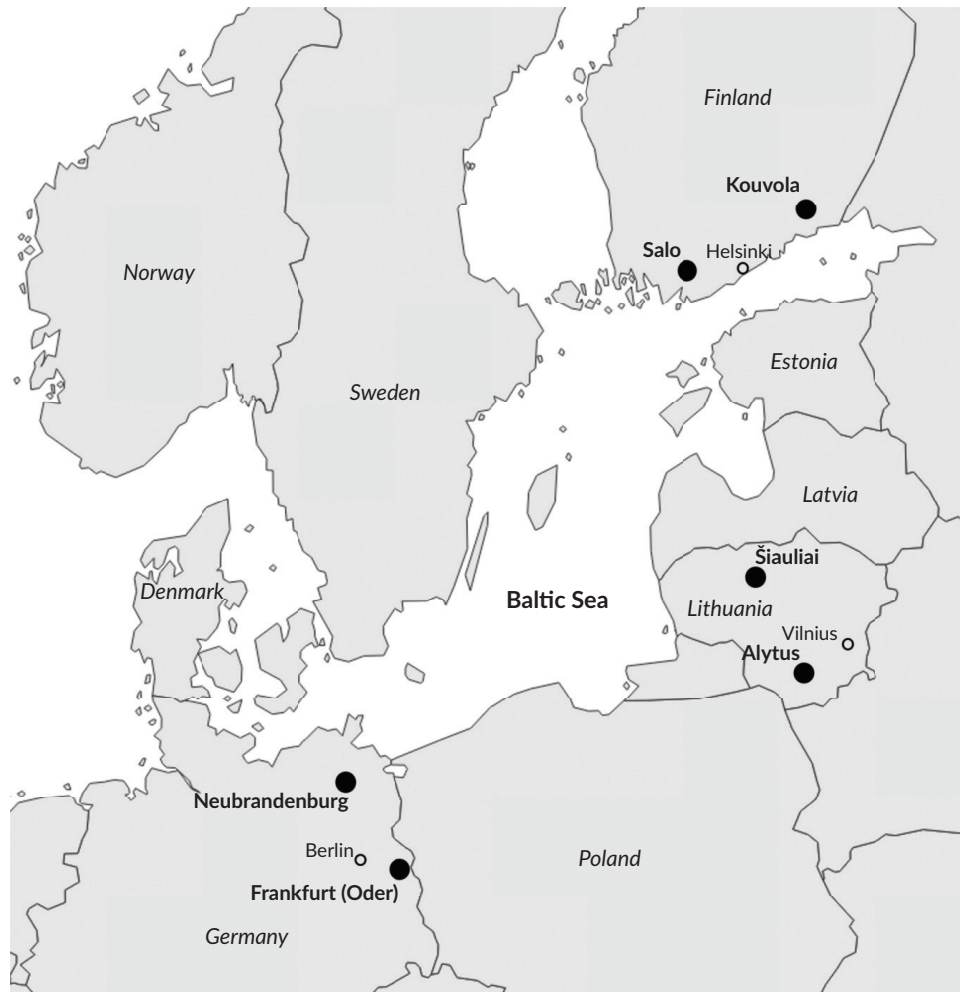 Finland
Kouvola
Salo
Helsinki
Norway
Estonia
Sweden
Latvia
Šiauliai
Denmark
Baltic Sea
Lithuania
Vilnius
Alytus
Neubrandenburg
Berlin
Poland
Frankfurt (Oder)
Germany